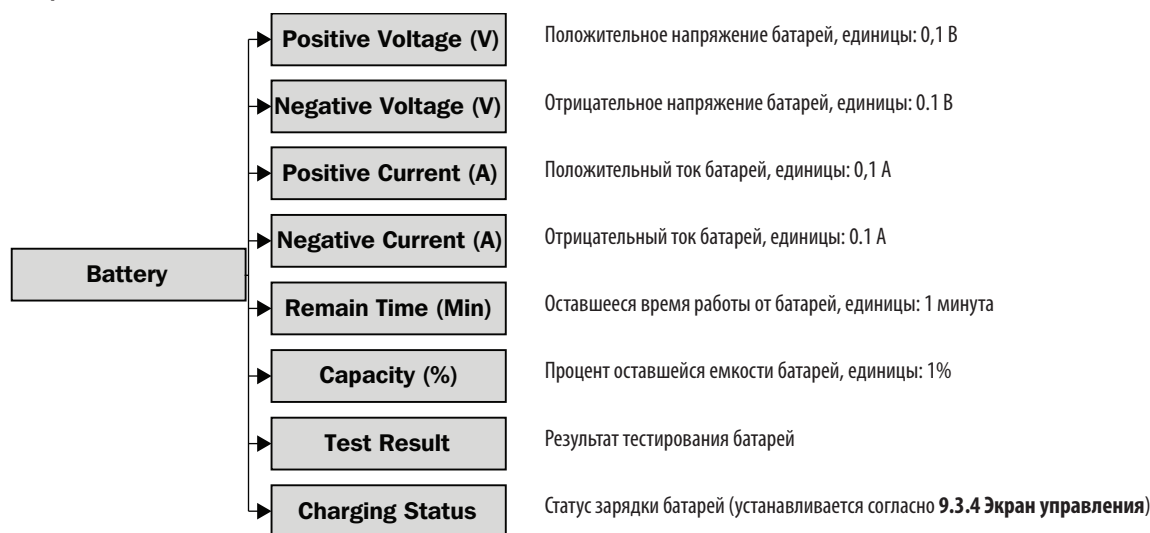 Positive Voltage (V) Положительное напряжение батарей, единицы: 0,1 В
Negative Voltage (V) Отрицательное напряжение батарей, единицы: 0.1 В
Positive Current (A) Положительный ток батарей, единицы: 0,1 А
Negative Current (A) Отрицательный ток батарей, единицы: 0.1 А
Battery
Remain Time (Min) Оставшееся время работы от батарей, единицы: 1 минута
Capacity (%) Процент оставшейся емкости батарей, единицы: 1%
Test Result Результат тестирования батарей
Charging Status Статус зарядки батарей (устанавливается согласно 9.3.4 Экран управления)